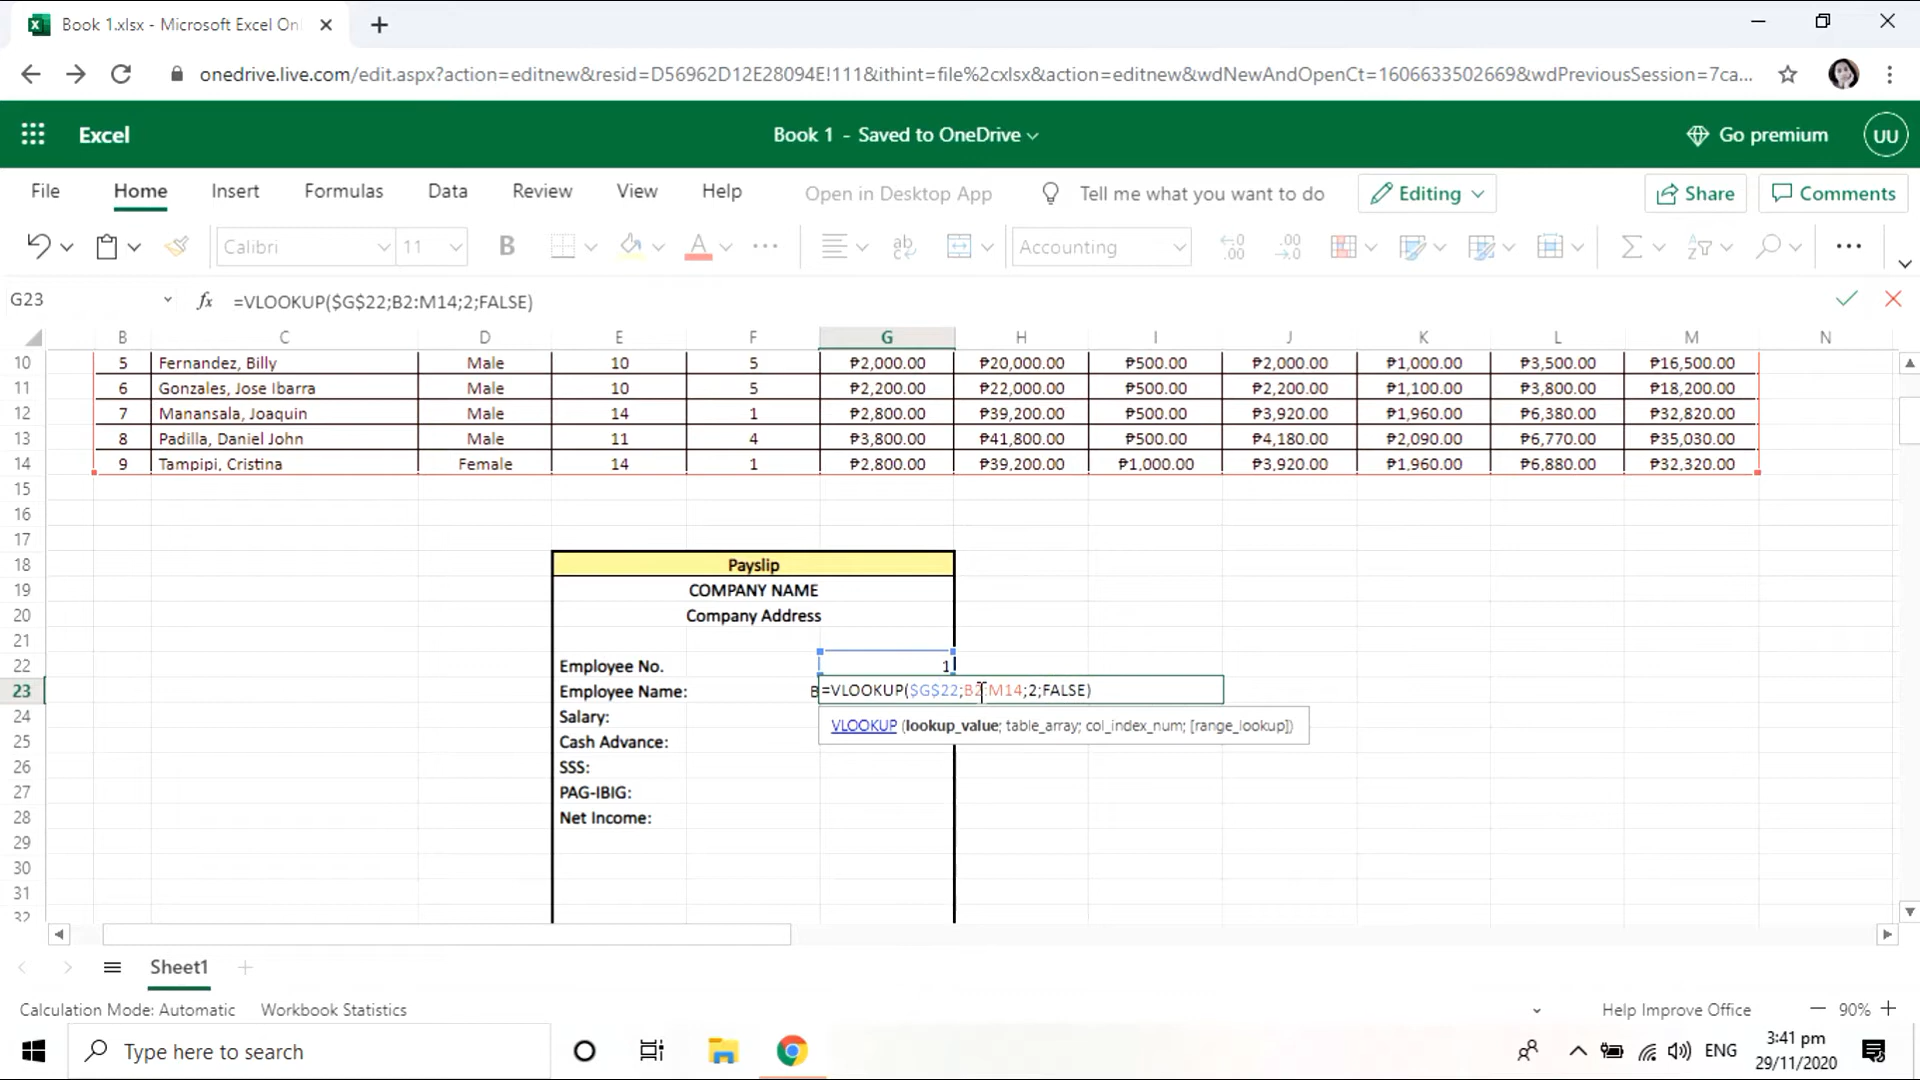 Book 1.xlsx - Microsoft Excel Onl
onedrive.live.com/edit.aspx?action=editnew&resid=D56962D12E28094E!111&ithint=file%2cxlsx&action=editnew&wdNewAndOpenCt=1606633502669&wdPreviousSession=7ca...
Excel
Book 1 - Saved to OneDrive
Go premium
UU
File Home Insert Formulas Data Review View Help Open in Desktop App Tell me what you want to do Editing Share Comments
Calibri 11 B A ... ab Accounting .00 .00 ...
G23 fx =VLOOKUP($G$22;B2:M14;2;FALSE)
B C D E F G H I J K L M N
10 5 Fernandez, Billy Male 10 5 ₱2,000.00 ₱20,000.00 ₱500.00 ₱2,000.00 ₱1,000.00 ₱3,500.00 ₱16,500.00
11 6 Gonzales, Jose Ibarra Male 10 5 ₱2,200.00 ₱22,000.00 ₱500.00 ₱2,200.00 ₱1,100.00 ₱3,800.00 ₱18,200.00
12 7 Manansala, Joaquin Male 14 1 ₱2,800.00 ₱39,200.00 ₱500.00 ₱3,920.00 ₱1,960.00 ₱6,380.00 ₱32,820.00
13 8 Padilla, Daniel John Male 11 4 ₱3,800.00 ₱41,800.00 ₱500.00 ₱4,180.00 ₱2,090.00 ₱6,770.00 ₱35,030.00
14 9 Tampipi, Cristina Female 14 1 ₱2,800.00 ₱39,200.00 ₱1,000.00 ₱3,920.00 ₱1,960.00 ₱6,880.00 ₱32,320.00
15
16
17
18 Payslip
19 COMPANY NAME
20 Company Address
21
22 Employee No. 1
23 Employee Name: B =VLOOKUP($G$22;B2:M14;2;FALSE)
24 Salary: VLOOKUP (lookup_value; table_array; col_index_num; [range_lookup])
25 Cash Advance:
26 SSS:
27 PAG-IBIG:
28 Net Income:
29
30
31
32
Sheet1
Calculation Mode: Automatic Workbook Statistics Help Improve Office 90%
Type here to search
ENG
3:41 pm
29/11/2020